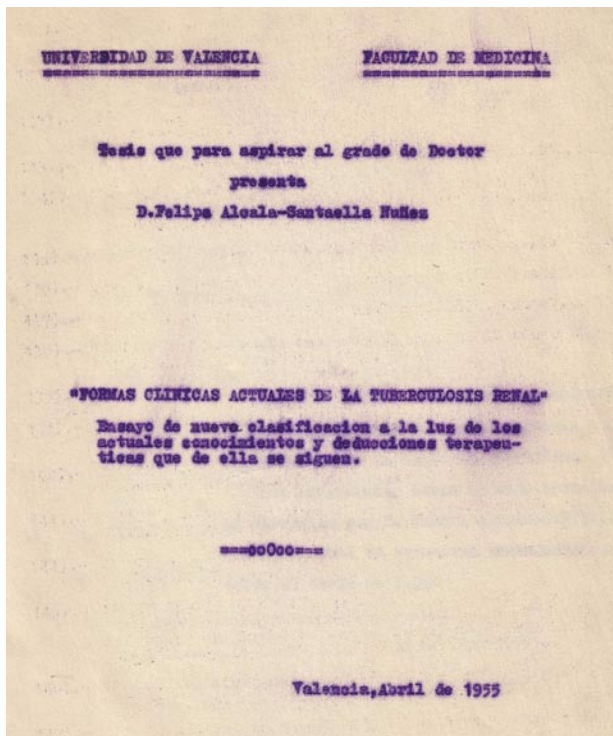 UNIVERSIDAD DE VALENCIA FACULTAD DE MEDICINA
Tesis que para aspirar al grado de Doctor
presenta
D.Felipe Alcala-Santaella Nuñez
"FORMAS CLINICAS ACTUALES DE LA TUBERCULOSIS RENAL"
Ensayo de nueva clasificacion a la luz de los
actuales conocimientos y deducciones terapeu-
ticas que de ella se siguen.
===ooOoo===
Valencia,Abril de 1955